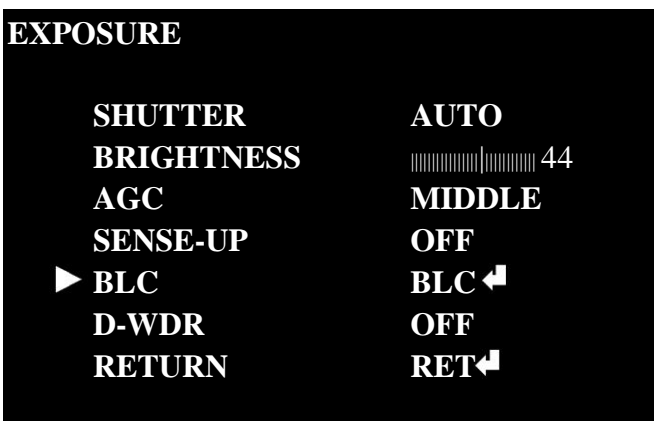 EXPOSURE
SHUTTER AUTO
BRIGHTNESS 44
AGC MIDDLE
SENSE-UP OFF
BLC BLC
D-WDR OFF
RETURN RET